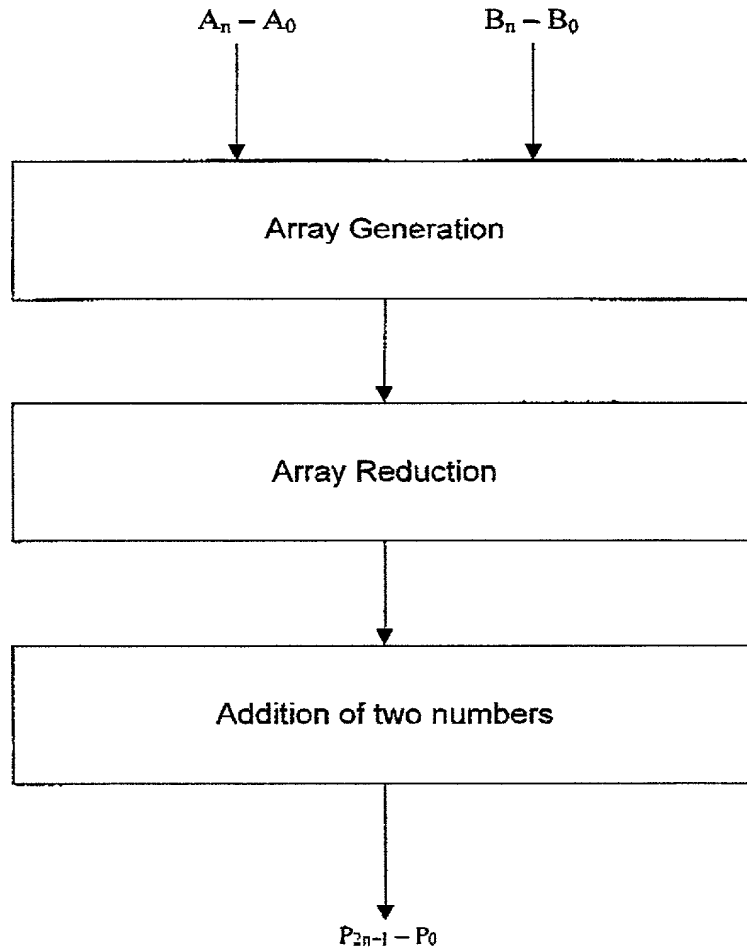 Aₙ – A₀ Bₙ – B₀
Array Generation
Array Reduction
Addition of two numbers
P₂ₙ₋₁ – P₀